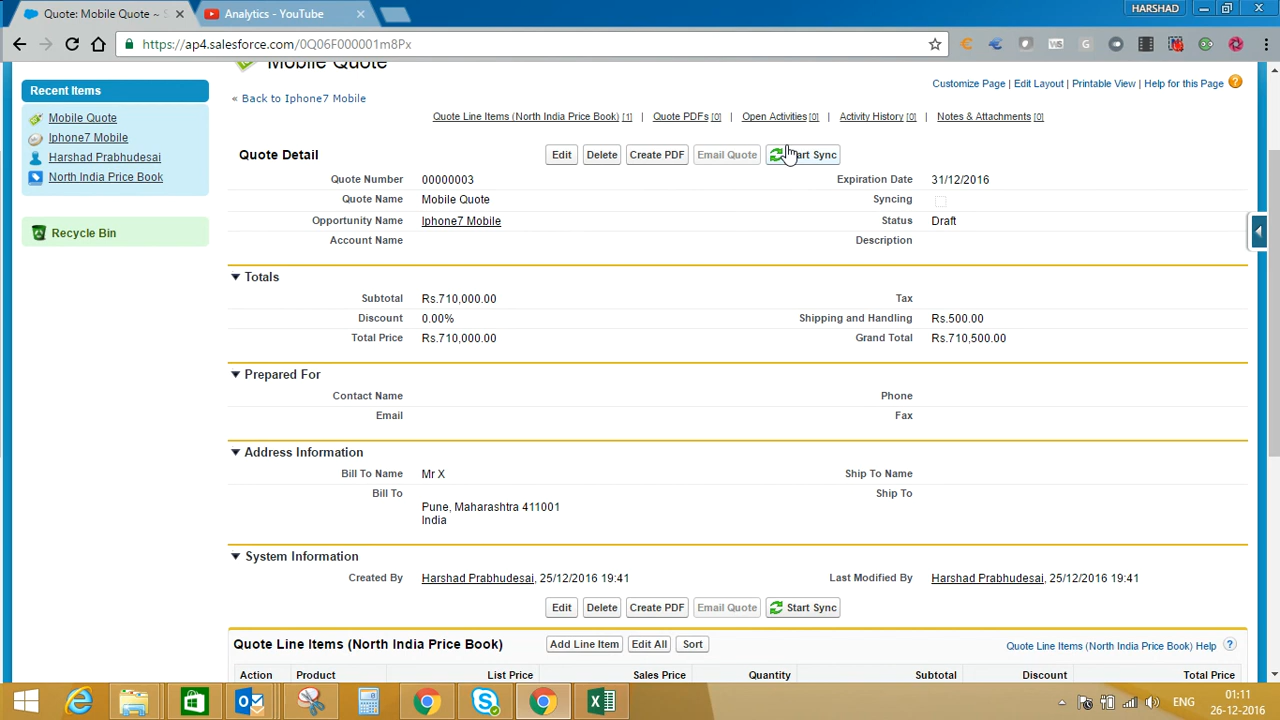 Quote: Mobile Quote ~ S
Analytics - YouTube
HARSHAD
https://ap4.salesforce.com/0Q06F000001m8Px
Mobile Quote
Customize Page | Edit Layout | Printable View | Help for this Page
Recent Items
Mobile Quote
Iphone7 Mobile
Harshad Prabhudesai
North India Price Book
Recycle Bin
« Back to Iphone7 Mobile
Quote Line Items (North India Price Book) [1] | Quote PDFs [0] | Open Activities [0] | Activity History [0] | Notes & Attachments [0]
Quote Detail Edit Delete Create PDF Email Quote Start Sync
Quote Number 00000003 Expiration Date 31/12/2016
Quote Name Mobile Quote Syncing
Opportunity Name Iphone7 Mobile Status Draft
Account Name Description
Totals
Subtotal Rs.710,000.00 Tax
Discount 0.00% Shipping and Handling Rs.500.00
Total Price Rs.710,000.00 Grand Total Rs.710,500.00
Prepared For
Contact Name Phone
Email Fax
Address Information
Bill To Name Mr X Ship To Name
Bill To Ship To
Pune, Maharashtra 411001
India
System Information
Created By Harshad Prabhudesai, 25/12/2016 19:41 Last Modified By Harshad Prabhudesai, 25/12/2016 19:41
Edit Delete Create PDF Email Quote Start Sync
Quote Line Items (North India Price Book) Add Line Item Edit All Sort Quote Line Items (North India Price Book) Help ?
Action Product List Price Sales Price Quantity Subtotal Discount Total Price
ENG
01:11
26-12-2016